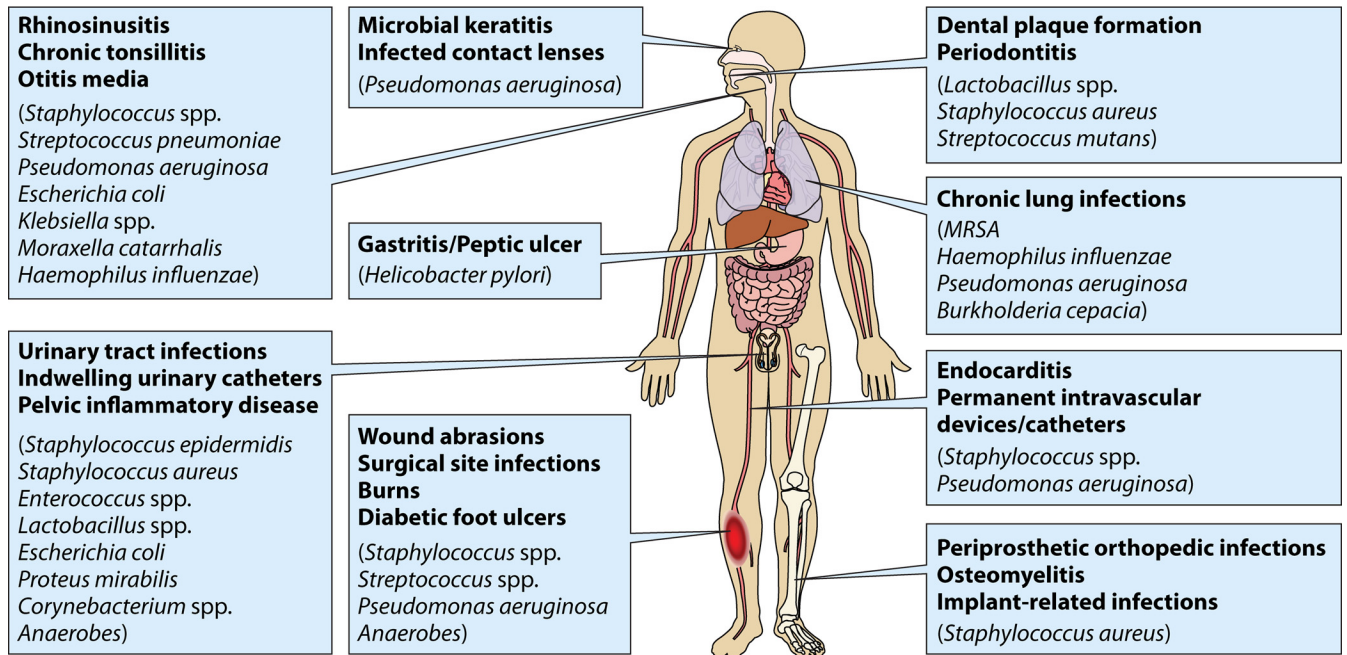 Rhinosinusitis
Chronic tonsillitis
Otitis media
(Staphylococcus spp.
Streptococcus pneumoniae
Pseudomonas aeruginosa
Escherichia coli
Klebsiella spp.
Moraxella catarrhalis
Haemophilus influenzae)
Microbial keratitis
Infected contact lenses
(Pseudomonas aeruginosa)
Dental plaque formation
Periodontitis
(Lactobacillus spp.
Staphylococcus aureus
Streptococcus mutans)
Gastritis/Peptic ulcer
(Helicobacter pylori)
Chronic lung infections
(MRSA
Haemophilus influenzae
Pseudomonas aeruginosa
Burkholderia cepacia)
Urinary tract infections
Indwelling urinary catheters
Pelvic inflammatory disease
(Staphylococcus epidermidis
Staphylococcus aureus
Enterococcus spp.
Lactobacillus spp.
Escherichia coli
Proteus mirabilis
Corynebacterium spp.
Anaerobes)
Wound abrasions
Surgical site infections
Burns
Diabetic foot ulcers
(Staphylococcus spp.
Streptococcus spp.
Pseudomonas aeruginosa
Anaerobes)
Endocarditis
Permanent intravascular
devices/catheters
(Staphylococcus spp.
Pseudomonas aeruginosa)
Periprosthetic orthopedic infections
Osteomyelitis
Implant-related infections
(Staphylococcus aureus)